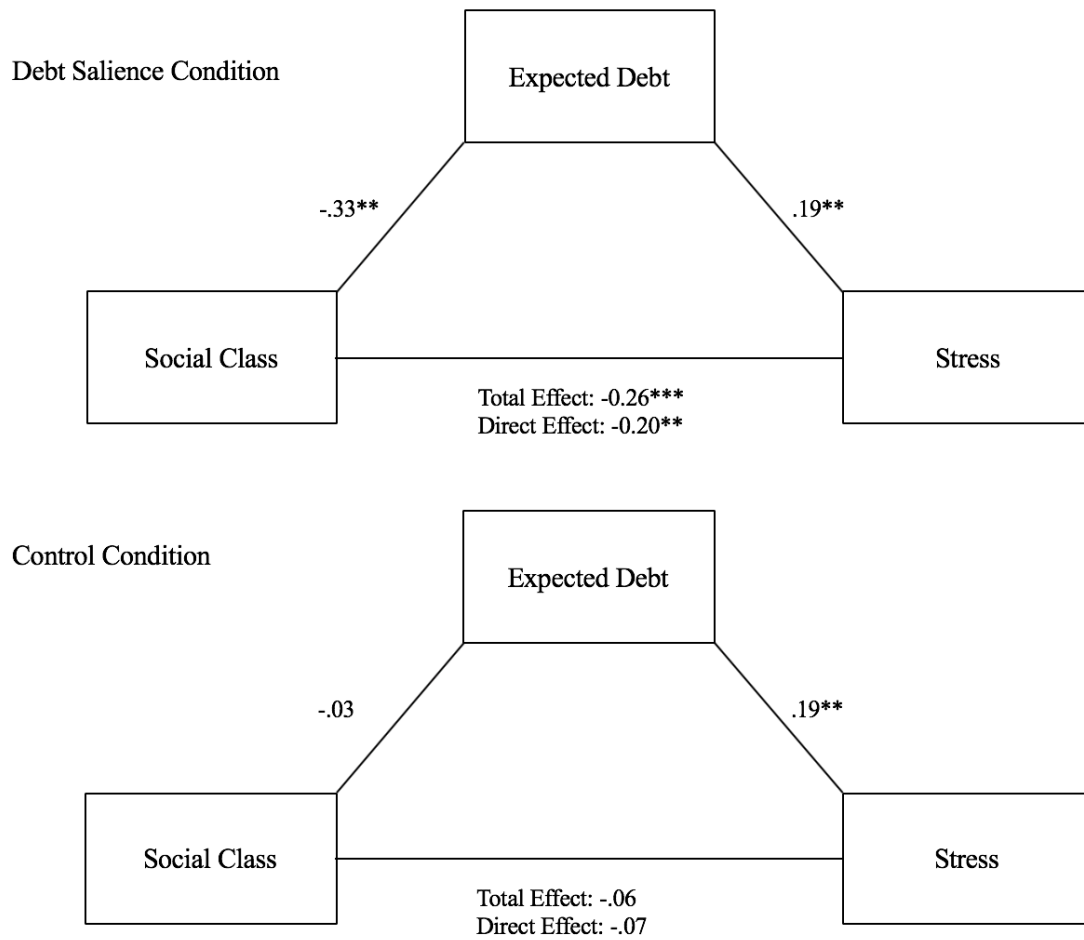 Expected Debt
Debt Salience Condition
-.33**
.19**
Social Class
Stress
Total Effect: -0.26***
Direct Effect: -0.20**
Control Condition
Expected Debt
-.03
.19**
Social Class
Stress
Total Effect: -.06
Direct Effect: -.07